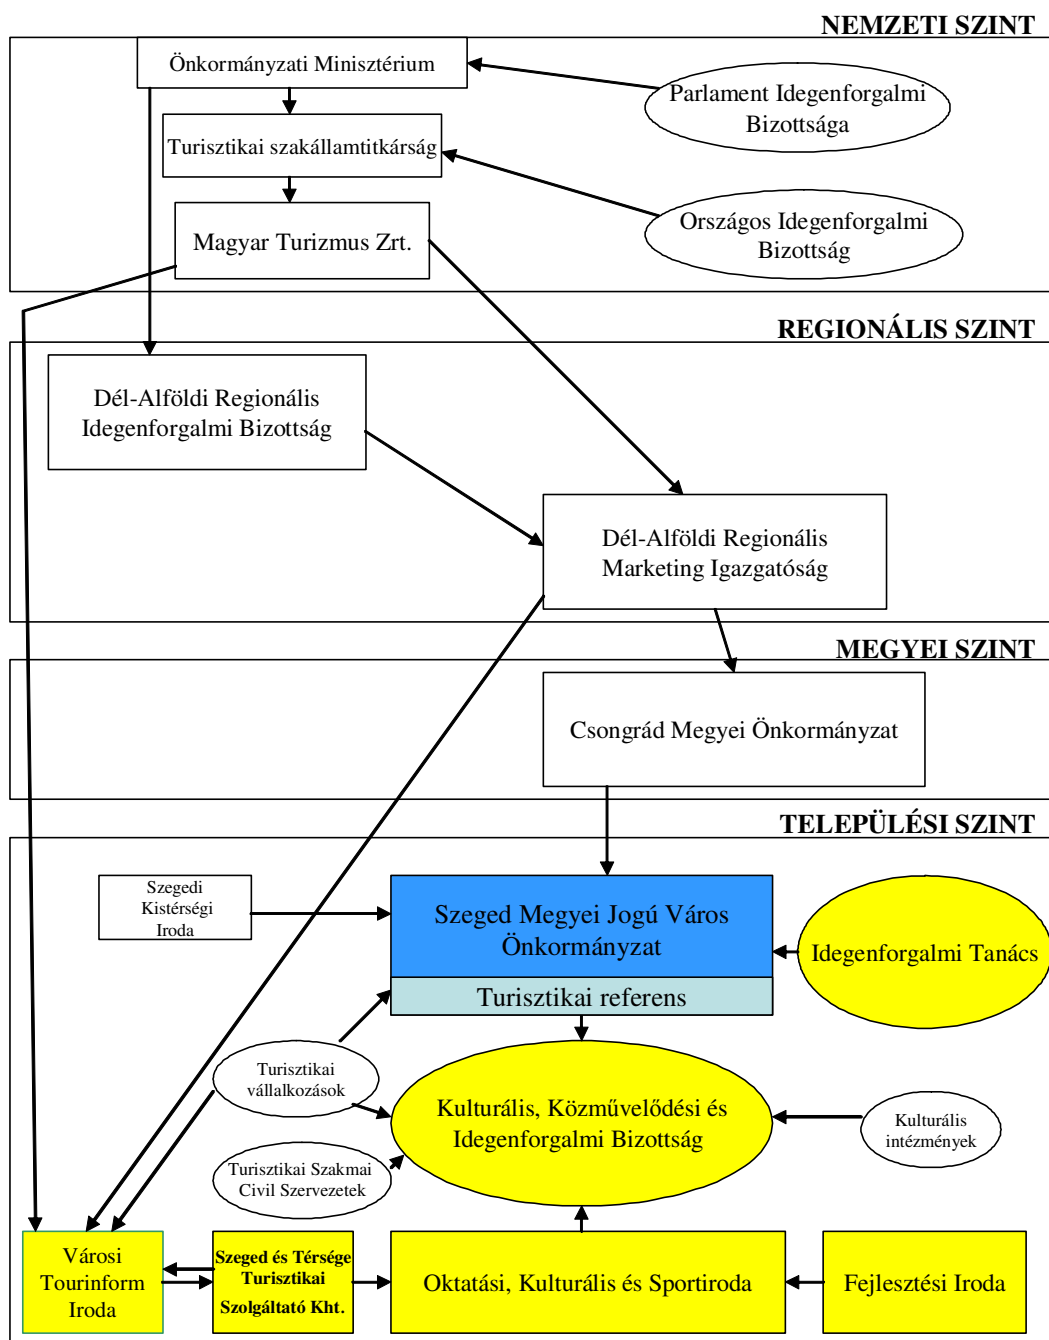 NEMZETI SZINT
Önkormányzati Minisztérium
Parlament Idegenforgalmi
Bizottsága
Turisztikai szakállamtitkárság
Országos Idegenforgalmi
Bizottság
Magyar Turizmus Zrt.
REGIONÁLIS SZINT
Dél-Alföldi Regionális
Idegenforgalmi Bizottság
Dél-Alföldi Regionális
Marketing Igazgatóság
MEGYEI SZINT
Csongrád Megyei Önkormányzat
TELEPÜLÉSI SZINT
Szegedi
Kistérségi
Iroda
Szeged Megyei Jogú Város
Önkormányzat
Idegenforgalmi Tanács
Turisztikai referens
Turisztikai
vállalkozások
Kulturális, Közművelődési és
Idegenforgalmi Bizottság
Kulturális
intézmények
Turisztikai Szakmai
Civil Szervezetek
Városi
Tourinform
Iroda
Szeged és Térsége
Turisztikai
Szolgáltató Kht.
Oktatási, Kulturális és Sportiroda
Fejlesztési Iroda